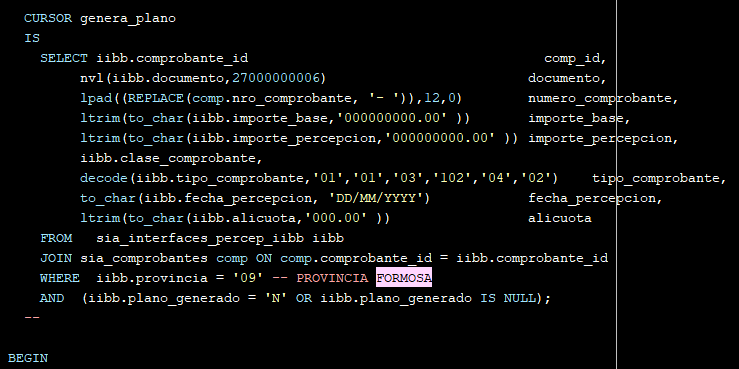 CURSOR genera_plano
IS
SELECT iibb.comprobante_id comp_id,
nvl(iibb.documento,27000000006) documento,
lpad((REPLACE(comp.nro_comprobante, '- ')),12,0) numero_comprobante,
ltrim(to_char(iibb.importe_base,'000000000.00' )) importe_base,
ltrim(to_char(iibb.importe_percepcion,'000000000.00' )) importe_percepcion,
iibb.clase_comprobante,
decode(iibb.tipo_comprobante,'01','01','03','102','04','02') tipo_comprobante,
to_char(iibb.fecha_percepcion, 'DD/MM/YYYY') fecha_percepcion,
ltrim(to_char(iibb.alicuota,'000.00' )) alicuota
FROM sia_interfaces_percep_iibb iibb
JOIN sia_comprobantes comp ON comp.comprobante_id = iibb.comprobante_id
WHERE iibb.provincia = '09' -- PROVINCIA FORMOSA
AND (iibb.plano_generado = 'N' OR iibb.plano_generado IS NULL);
--
BEGIN